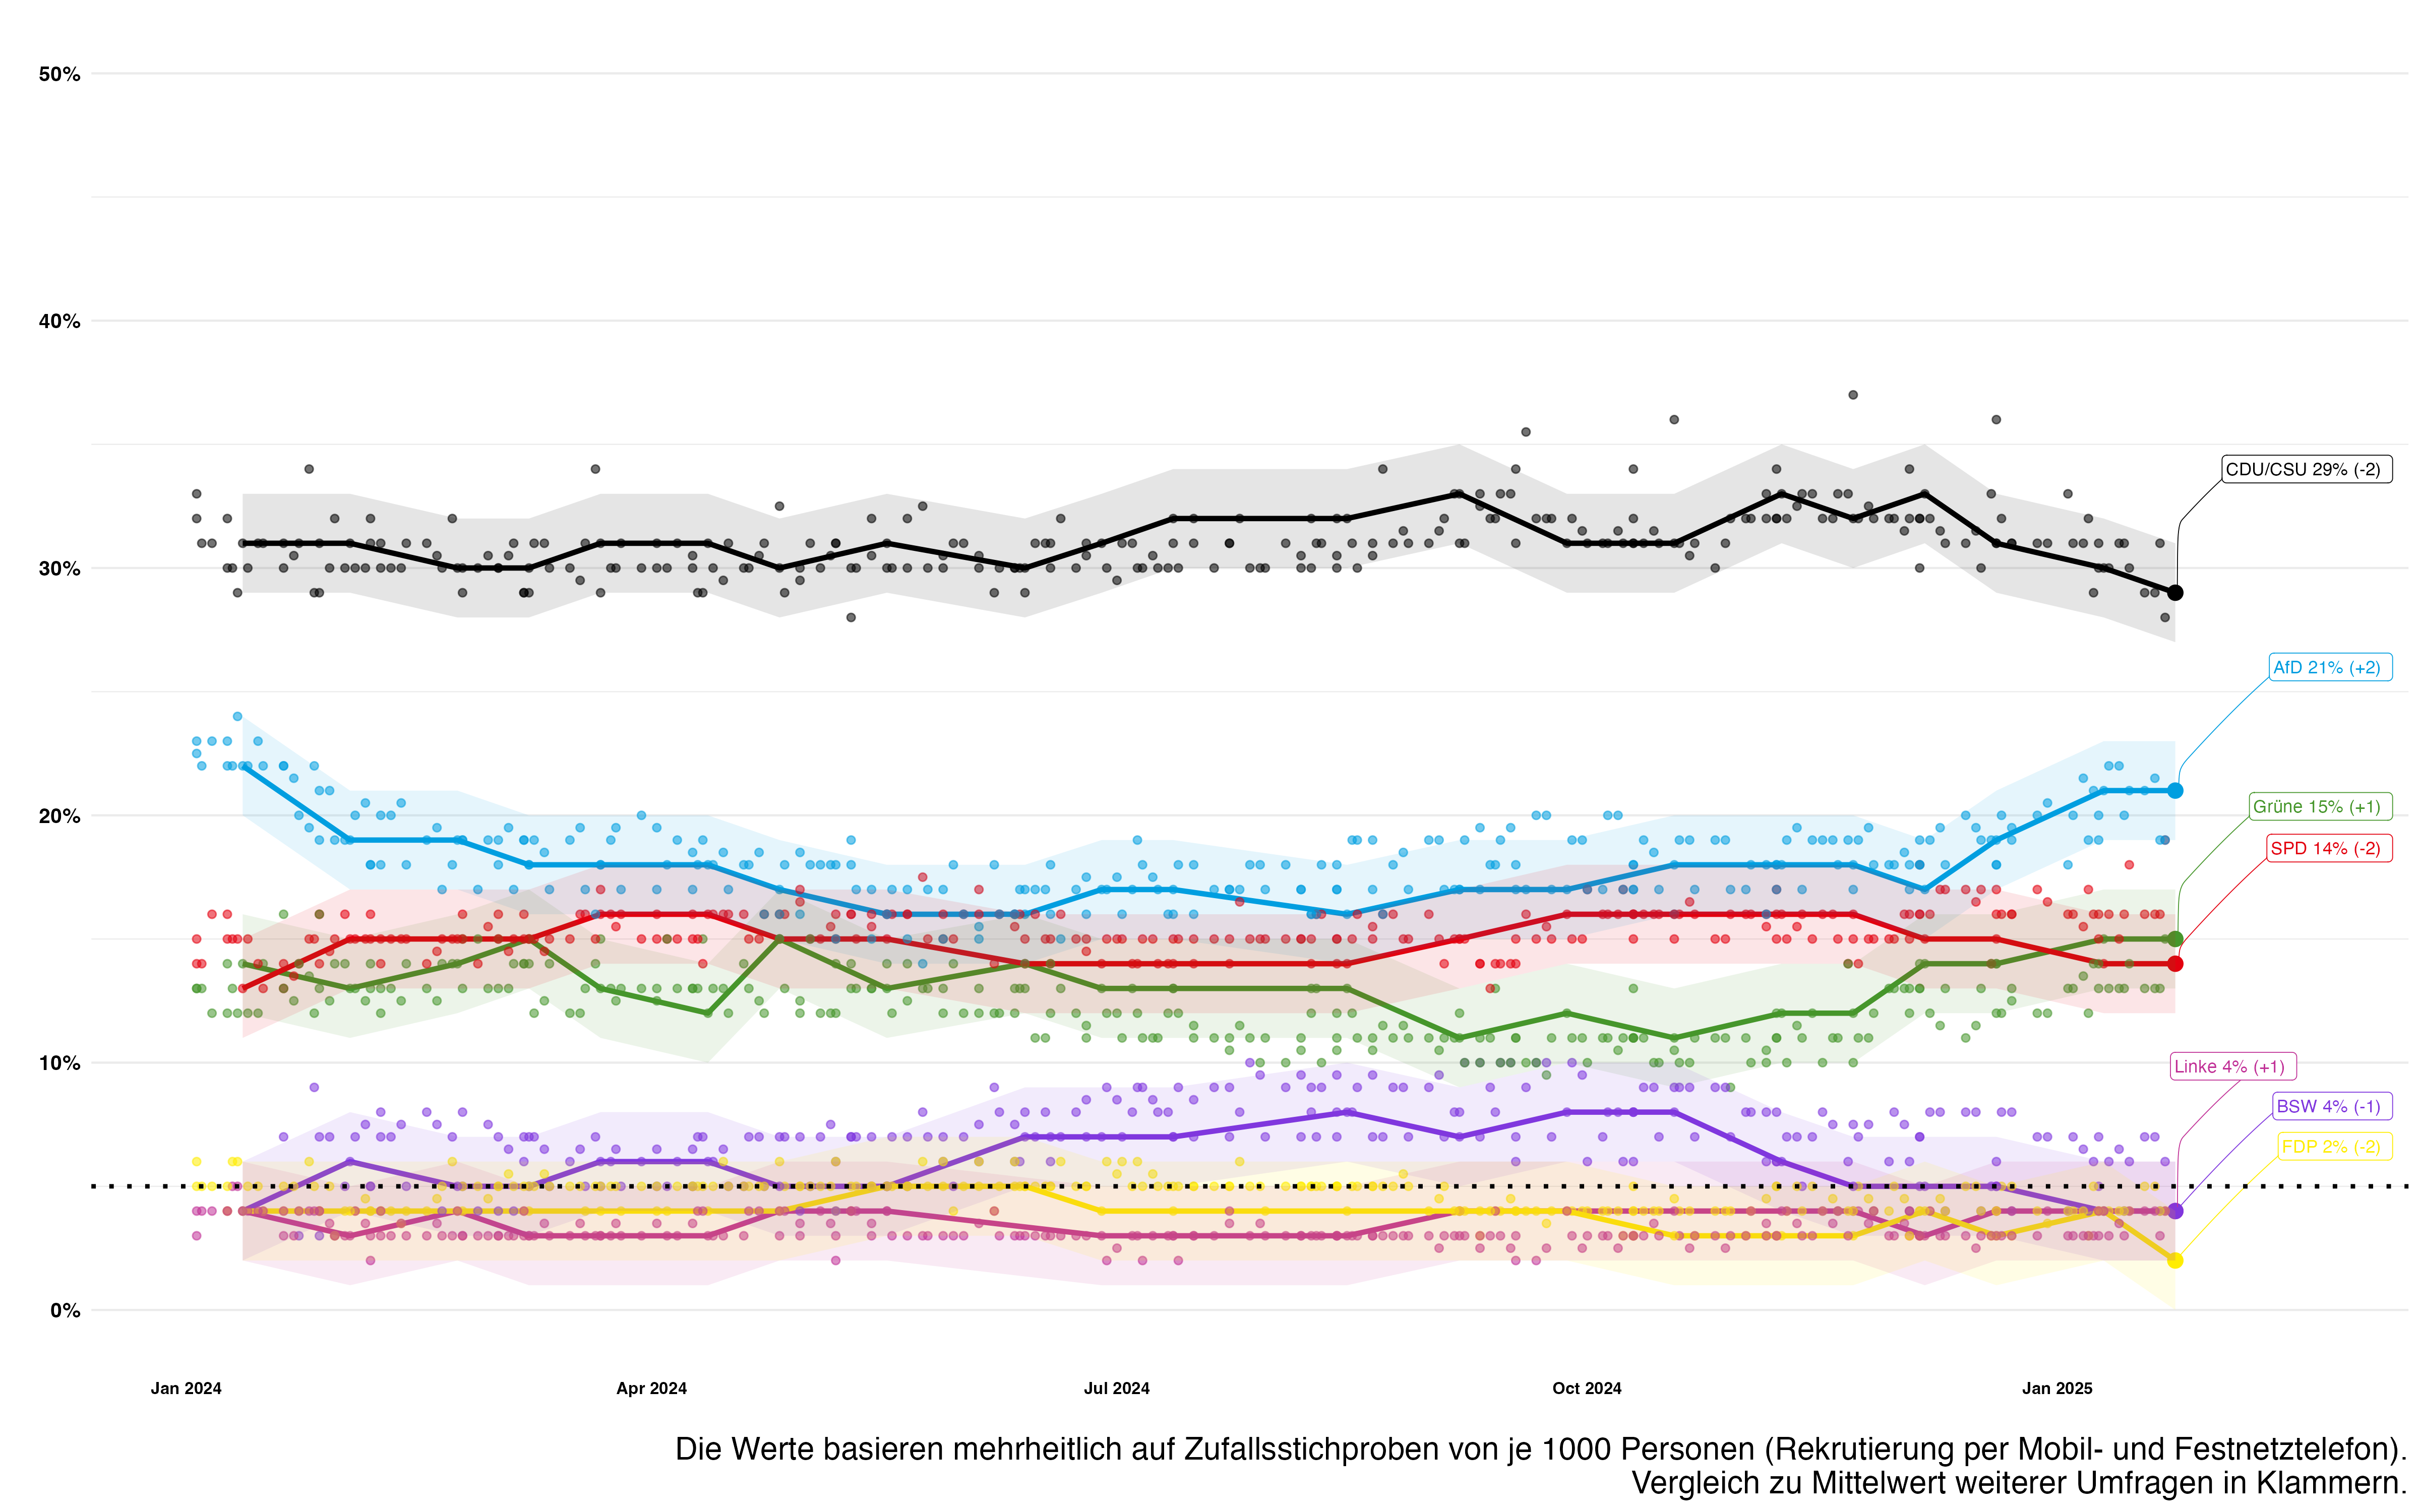 50%
40%
30%
20%
10%
0%
CDU/CSU 29% (-2)
AfD 21% (+2)
Grüne 15% (+1)
SPD 14% (-2)
Linke 4% (+1)
BSW 4% (-1)
FDP 2% (-2)
Jan 2024
Apr 2024
Jul 2024
Oct 2024
Jan 2025
Die Werte basieren mehrheitlich auf Zufallsstichproben von je 1000 Personen (Rekrutierung per Mobil- und Festnetztelefon).
Vergleich zu Mittelwert weiterer Umfragen in Klammern.